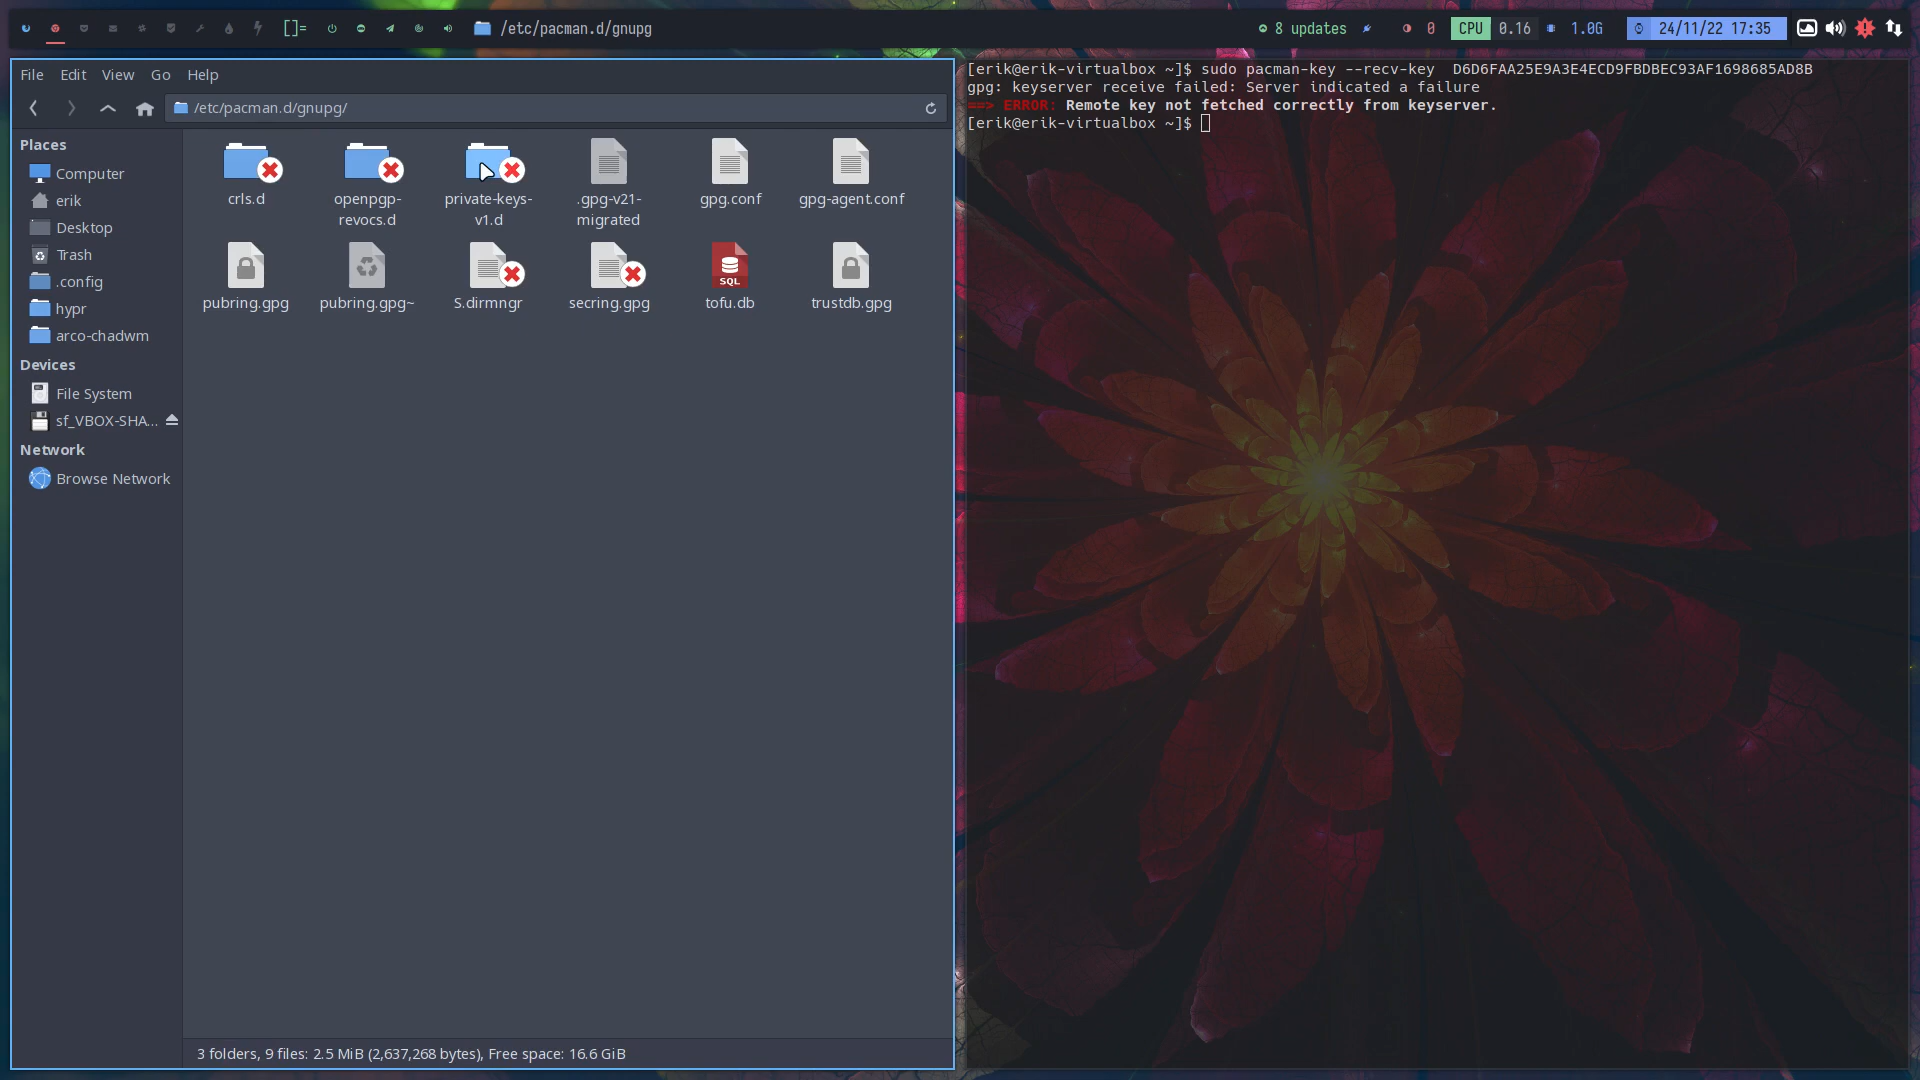 []=
/etc/pacman.d/gnupg
8 updates
0
CPU 0.16
1.0G
24/11/22 17:35
File Edit View Go Help
/etc/pacman.d/gnupg/
Places
Computer
erik
Desktop
Trash
.config
hypr
arco-chadwm
Devices
File System
sf_VBOX-SHA...
Network
Browse Network
crls.d
openpgp-
revocs.d
private-keys-
v1.d
.gpg-v21-
migrated
gpg.conf
gpg-agent.conf
pubring.gpg
pubring.gpg~
S.dirmngr
secring.gpg
SQL
tofu.db
trustdb.gpg
3 folders, 9 files: 2.5 MiB (2,637,268 bytes), Free space: 16.6 GiB
[erik@erik-virtualbox ~]$ sudo pacman-key --recv-key  D6D6FAA25E9A3E4ECD9FBDBEC93AF1698685AD8B
gpg: keyserver receive failed: Server indicated a failure
==> ERROR: Remote key not fetched correctly from keyserver.
[erik@erik-virtualbox ~]$